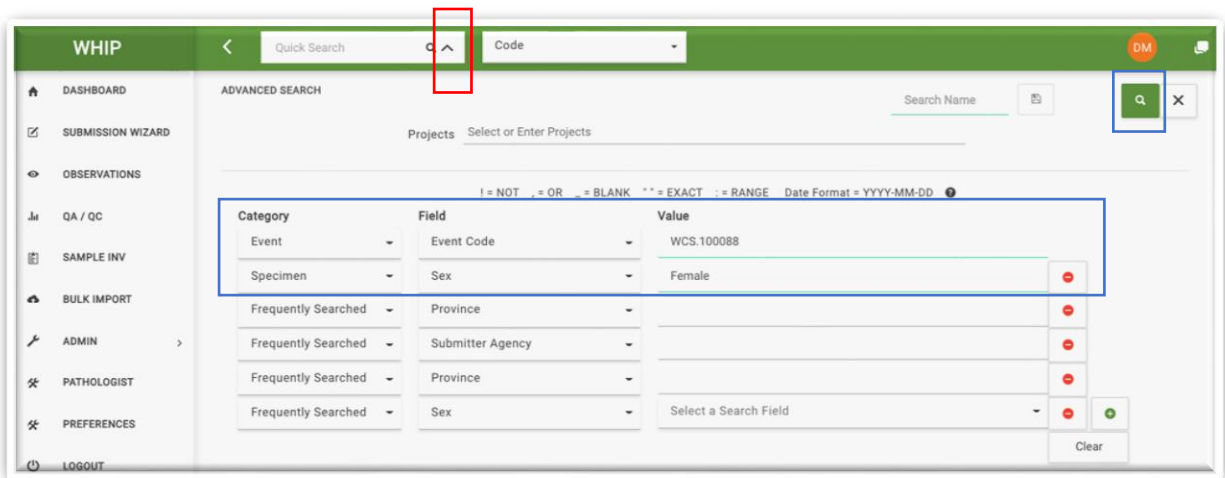 WHIP
Quick Search
Code
DM
DASHBOARD
SUBMISSION WIZARD
OBSERVATIONS
QA / QC
SAMPLE INV
BULK IMPORT
ADMIN
PATHOLOGIST
PREFERENCES
LOGOUT
ADVANCED SEARCH
Search Name
Projects Select or Enter Projects
! = NOT , = OR _ = BLANK " " = EXACT : = RANGE Date Format = YYYY-MM-DD ?
Category Field Value
Event Event Code WCS.100088
Specimen Sex Female
Frequently Searched Province
Frequently Searched Submitter Agency
Frequently Searched Province
Frequently Searched Sex Select a Search Field
Clear